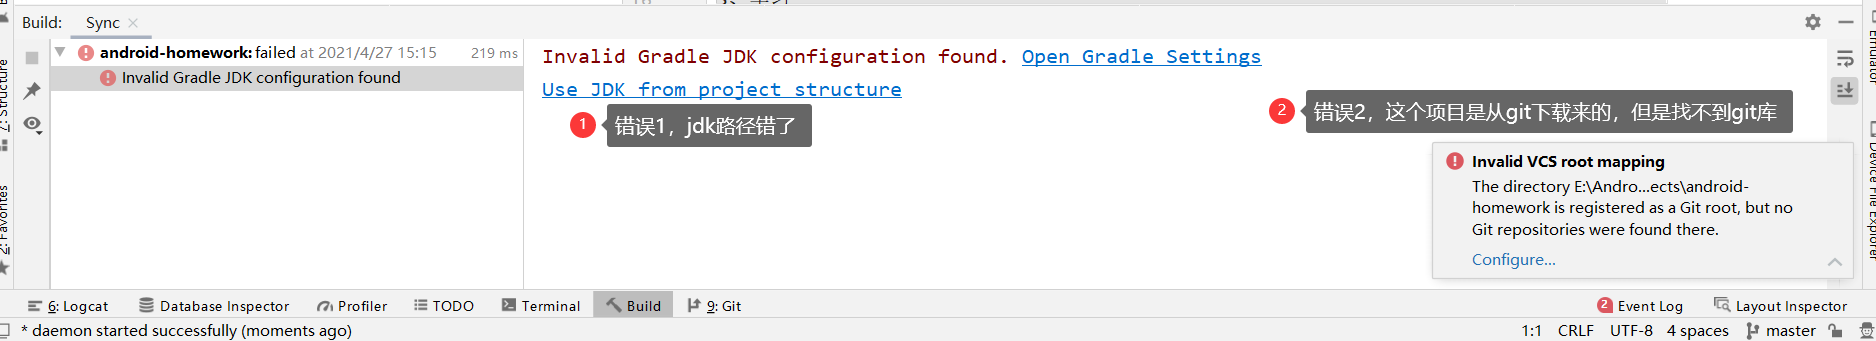 Build:
Sync
android-homework: failed at 2021/4/27 15:15
219 ms
Invalid Gradle JDK configuration found
Invalid Gradle JDK configuration found. Open Gradle Settings
Use JDK from project structure
1
错误1，jdk路径错了
2
错误2，这个项目是从git下载来的，但是找不到git库
Invalid VCS root mapping
The directory E:\Andro...ects\android-
homework is registered as a Git root, but no
Git repositories were found there.
Configure...
7: Structure
2: Favorites
Emulator
Device File Explorer
6: Logcat
Database Inspector
Profiler
TODO
Terminal
Build
9: Git
2
Event Log
Layout Inspector
* daemon started successfully (moments ago)
1:1
CRLF
UTF-8
4 spaces
master